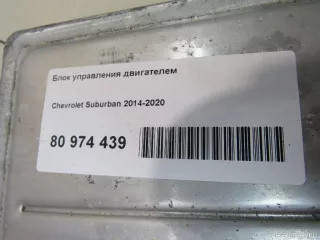 Блок управления двигателем
Chevrolet Suburban 2014-2020
80 974 439